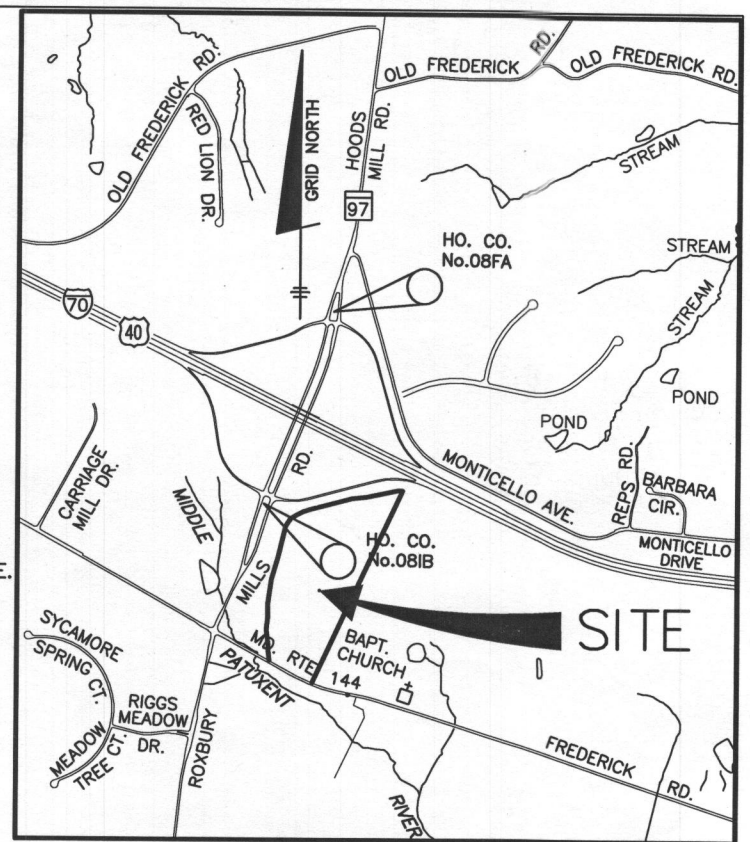 OLD FREDERICK RD.
OLD FREDERICK
RD.
OLD FREDERICK RD.
RED LION DR.
GRID NORTH
HOODS
MILL RD.
97
STREAM
HO. CO.
No.08FA
STREAM
STREAM
70
40
POND
POND
CARRIAGE
MILL DR.
MIDDLE
RD.
MONTICELLO AVE.
REPS RD.
BARBARA
CIR.
MONTICELLO
DRIVE
HO. CO.
No.08IB
MILLS
E.
SITE
SYCAMORE
SPRING CT.
MD. RTE
144
BAPT.
CHURCH
PATUXENT
RIGGS
MEADOW
DR.
MEADOW
TREE CT.
ROXBURY
FREDERICK
RD.
RIVER